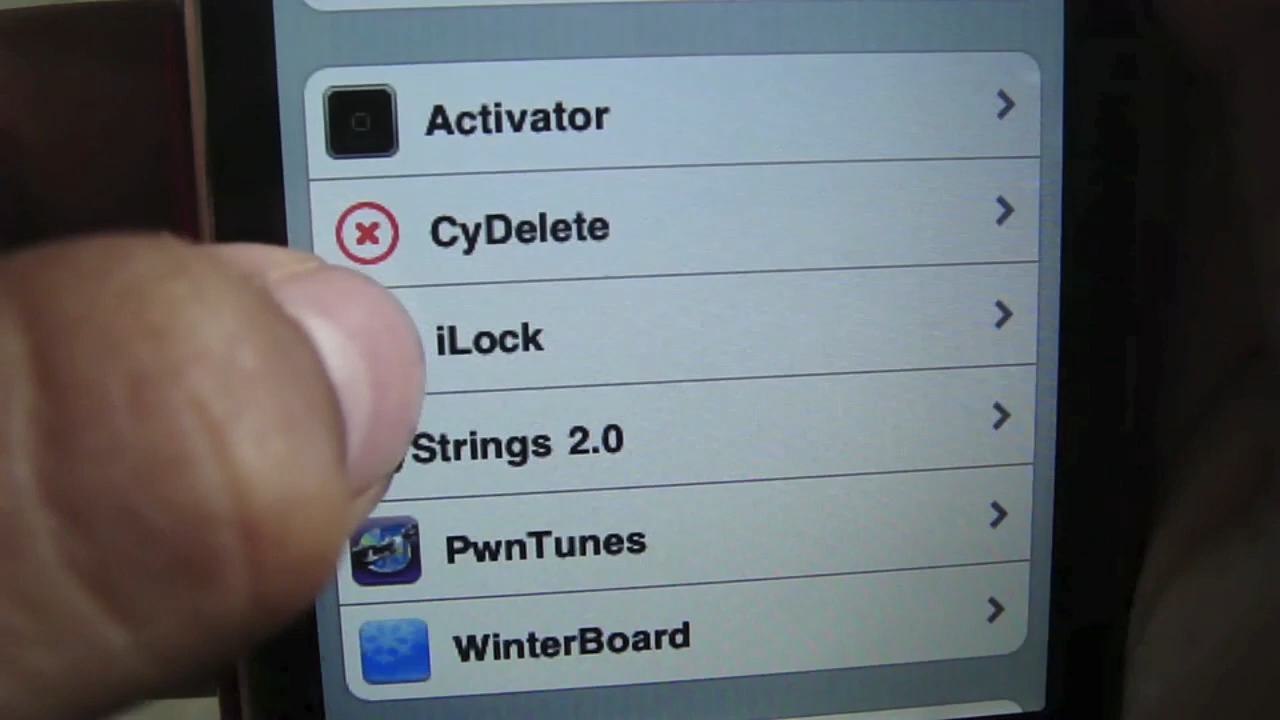 Activator
CyDelete
iLock
Strings 2.0
PwnTunes
WinterBoard